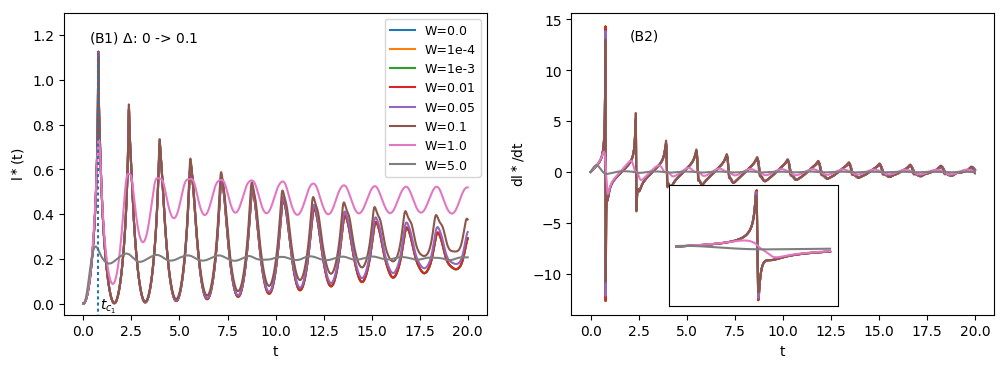 (B1) Δ: 0 -> 0.1
W=0.0
W=1e-4
W=1e-3
W=0.01
W=0.05
W=0.1
W=1.0
W=5.0
1.2
1.0
0.8
0.6
0.4
0.2
0.0
I*(t)
t_{c_1}
0.0 2.5 5.0 7.5 10.0 12.5 15.0 17.5 20.0
t
(B2)
15
10
5
0
−5
−10
dI*/dt
0.0 2.5 5.0 7.5 10.0 12.5 15.0 17.5 20.0
t